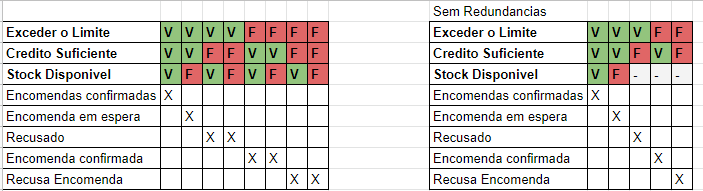 Sem Redundancias
Exceder o Limite V V V V F F F F
Credito Suficiente V V F F V V F F
Stock Disponivel V F V F V F V F
Encomendas confirmadas X
Encomenda em espera X
Recusado X X
Encomenda confirmada X X
Recusa Encomenda X X
Exceder o Limite V V V F F
Credito Suficiente V V F V F
Stock Disponivel V F - - -
Encomendas confirmadas X
Encomenda em espera X
Recusado X
Encomenda confirmada X
Recusa Encomenda X